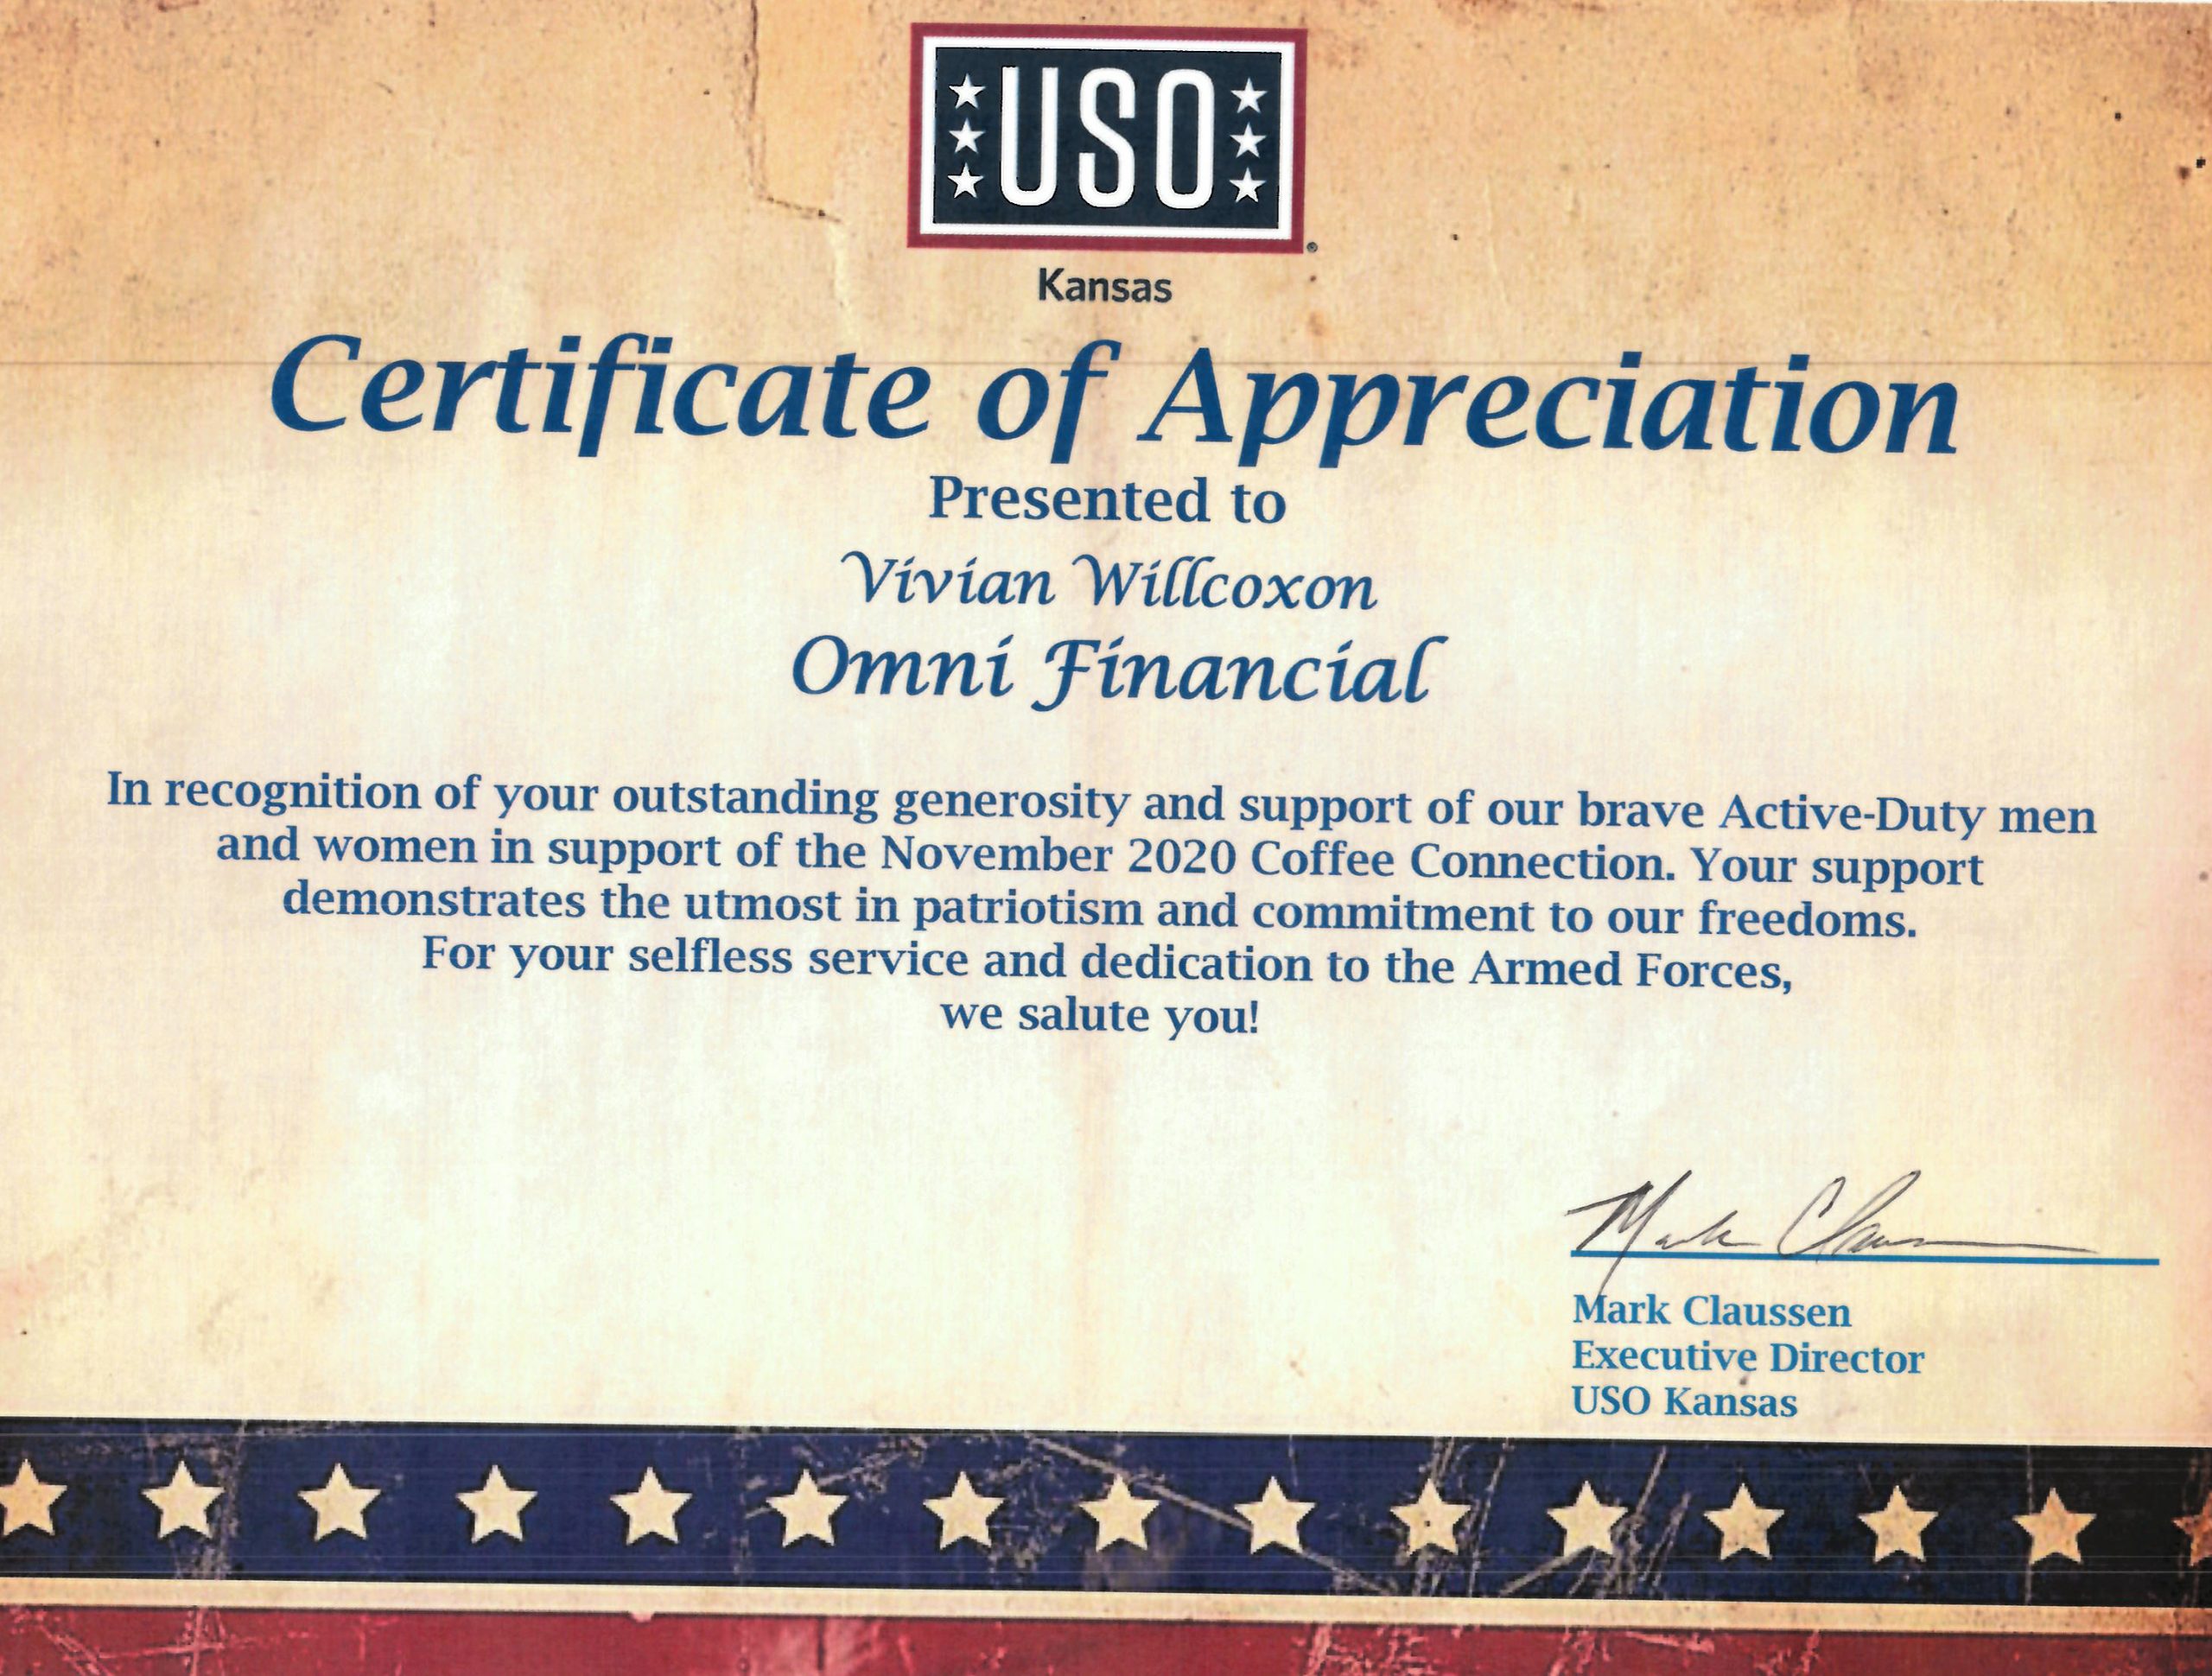 USO
Kansas
Certificate of Appreciation
Presented to
Vivian Willcoxon
Omni Financial
In recognition of your outstanding generosity and support of our brave Active-Duty men
and women in support of the November 2020 Coffee Connection. Your support
demonstrates the utmost in patriotism and commitment to our freedoms.
For your selfless service and dedication to the Armed Forces,
we salute you!
Mark Claussen
Mark Claussen
Executive Director
USO Kansas